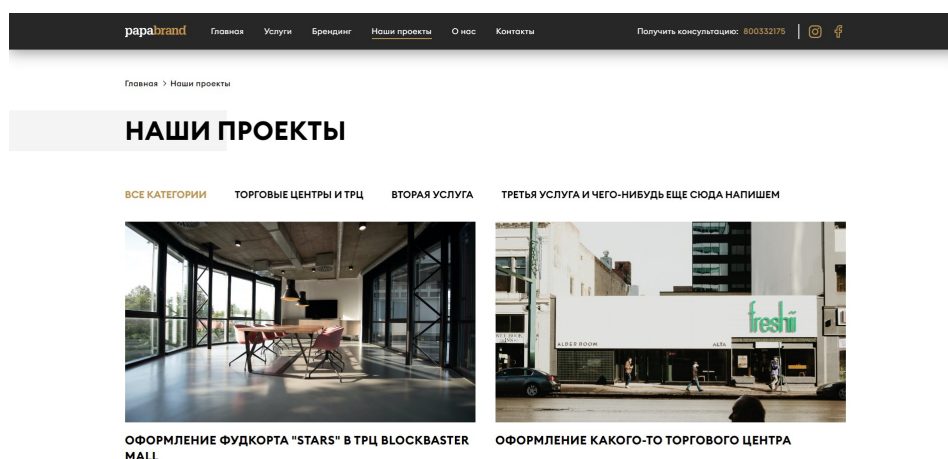 papabrand Главная Услуги Брендинг Наши проекты О нас Контакты Получить консультацию: 800332175
Главная > Наши проекты
НАШИ ПРОЕКТЫ
ВСЕ КАТЕГОРИИ ТОРГОВЫЕ ЦЕНТРЫ И ТРЦ ВТОРАЯ УСЛУГА ТРЕТЬЯ УСЛУГА И ЧЕГО-НИБУДЬ ЕЩЕ СЮДА НАПИШЕМ
freshii
ALDER ROOM ALTA
ОФОРМЛЕНИЕ ФУДКОРТА "STARS" В ТРЦ BLOCKBASTER
MALL
ОФОРМЛЕНИЕ КАКОГО-ТО ТОРГОВОГО ЦЕНТРА